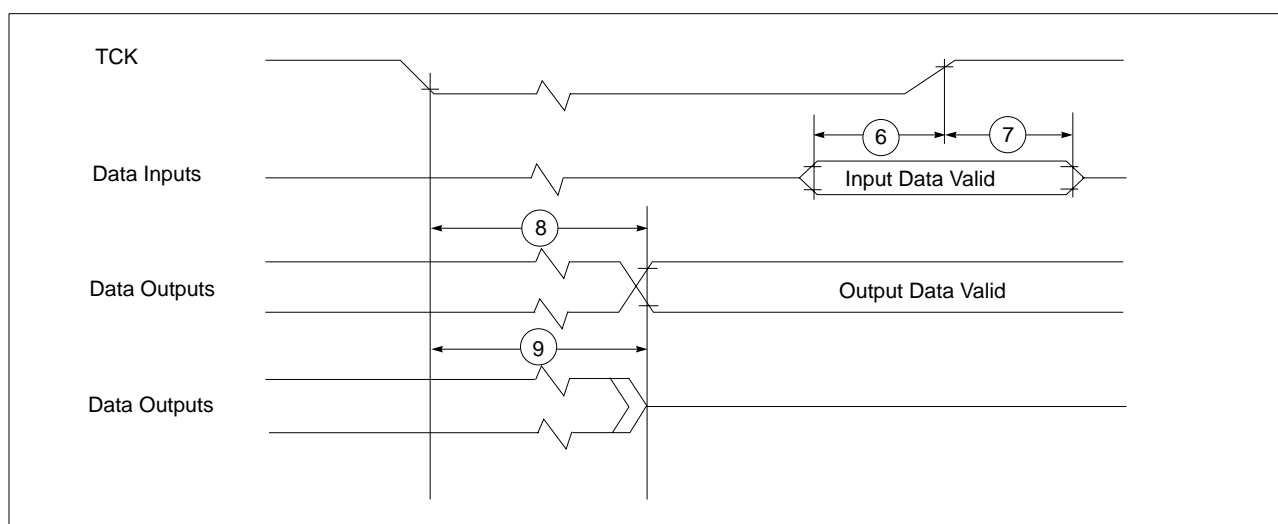 TCK
6
7
Data Inputs
Input Data Valid
8
Data Outputs
Output Data Valid
9
Data Outputs